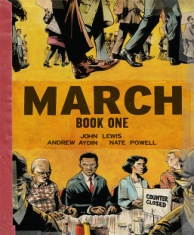 MARCH
BOOK ONE
JOHN LEWIS
ANDREW AYDIN NATE POWELL
COUNTER
CLOSED